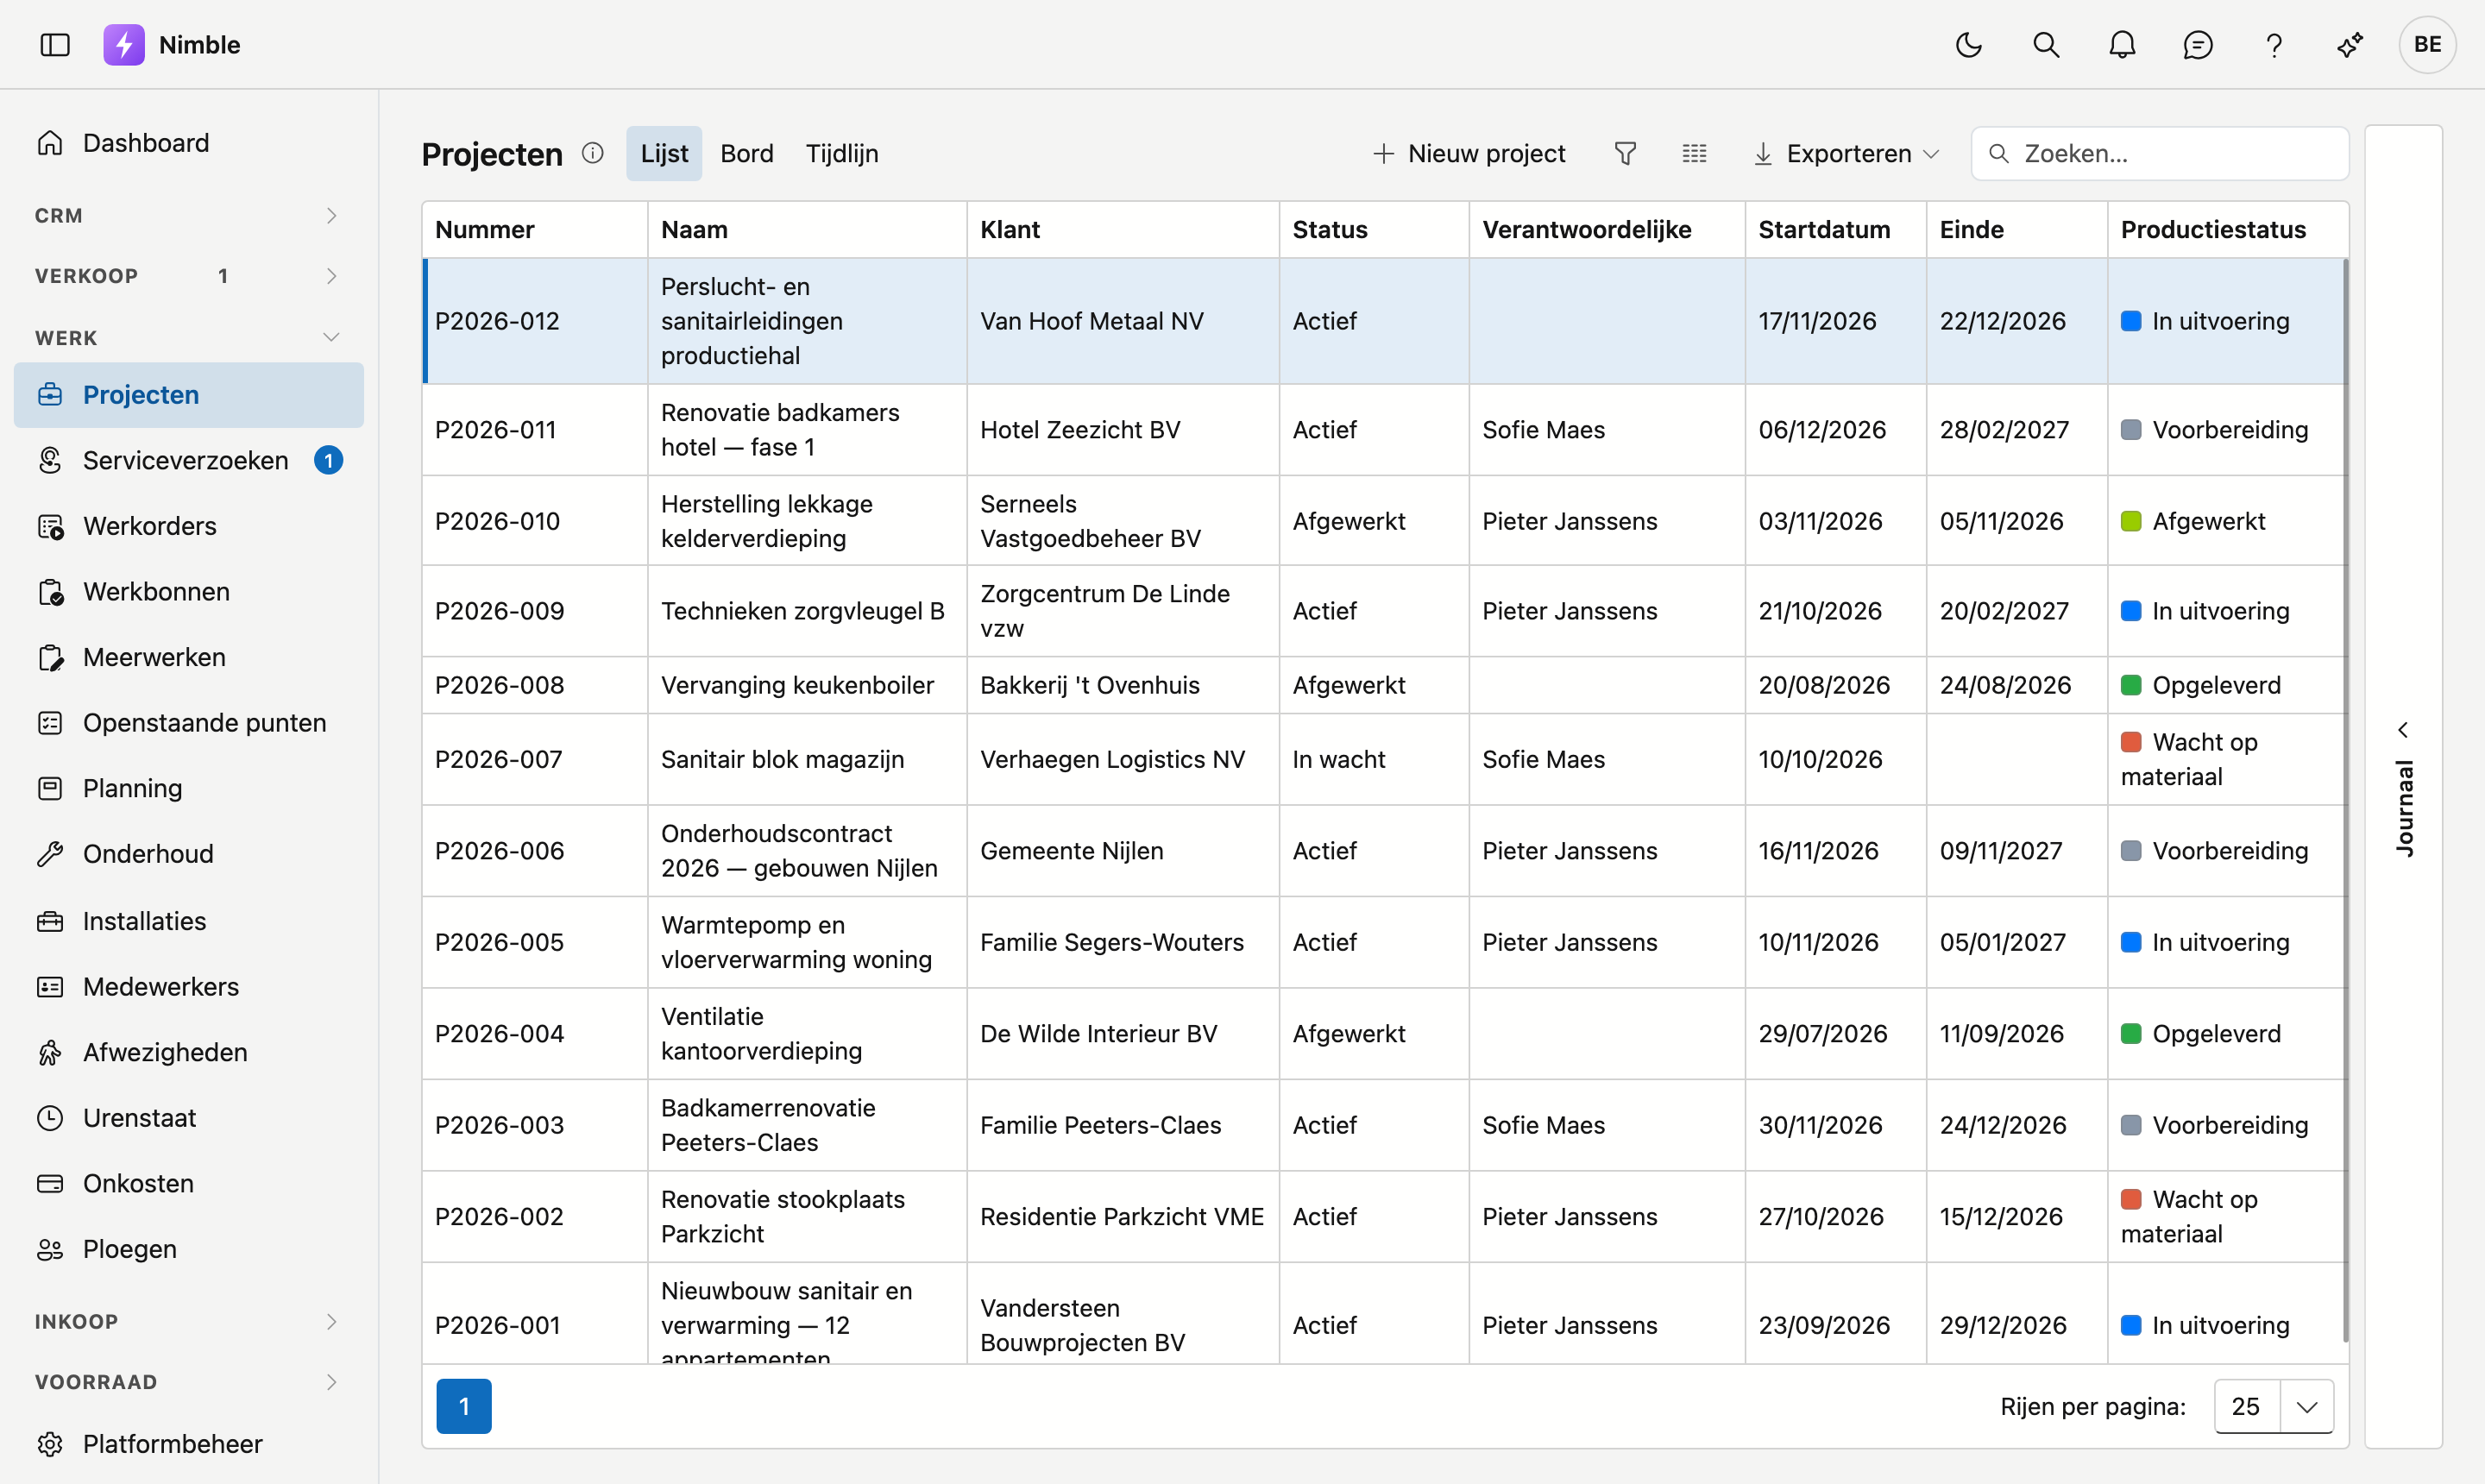 Nimble
BE
Dashboard
CRM
VERKOOP 1
WERK
Projecten
Serviceverzoeken 1
Werkorders
Werkbonnen
Meerwerken
Openstaande punten
Planning
Onderhoud
Installaties
Medewerkers
Afwezigheden
Urenstaat
Onkosten
Ploegen
INKOOP
VOORRAAD
Platformbeheer
Projecten Lijst Bord Tijdlijn
Nieuw project Exporteren Zoeken...
Nummer Naam Klant Status Verantwoordelijke Startdatum Einde Productiestatus
P2026-012
Perslucht- en
sanitairleidingen
productiehal
Van Hoof Metaal NV Actief 17/11/2026 22/12/2026 In uitvoering
P2026-011
Renovatie badkamers
hotel — fase 1
Hotel Zeezicht BV Actief Sofie Maes 06/12/2026 28/02/2027 Voorbereiding
P2026-010
Herstelling lekkage
kelderverdieping
Serneels
Vastgoedbeheer BV
Afgewerkt Pieter Janssens 03/11/2026 05/11/2026 Afgewerkt
P2026-009 Technieken zorgvleugel B
Zorgcentrum De Linde
vzw
Actief Pieter Janssens 21/10/2026 20/02/2027 In uitvoering
P2026-008 Vervanging keukenboiler Bakkerij 't Ovenhuis Afgewerkt 20/08/2026 24/08/2026 Opgeleverd
P2026-007 Sanitair blok magazijn Verhaegen Logistics NV In wacht Sofie Maes 10/10/2026
Wacht op
materiaal
P2026-006
Onderhoudscontract
2026 — gebouwen Nijlen
Gemeente Nijlen Actief Pieter Janssens 16/11/2026 09/11/2027 Voorbereiding
P2026-005
Warmtepomp en
vloerverwarming woning
Familie Segers-Wouters Actief Pieter Janssens 10/11/2026 05/01/2027 In uitvoering
P2026-004
Ventilatie
kantoorverdieping
De Wilde Interieur BV Afgewerkt 29/07/2026 11/09/2026 Opgeleverd
P2026-003
Badkamerrenovatie
Peeters-Claes
Familie Peeters-Claes Actief Sofie Maes 30/11/2026 24/12/2026 Voorbereiding
P2026-002
Renovatie stookplaats
Parkzicht
Residentie Parkzicht VME Actief Pieter Janssens 27/10/2026 15/12/2026
Wacht op
materiaal
P2026-001
Nieuwbouw sanitair en
verwarming — 12
appartementen
Vandersteen
Bouwprojecten BV
Actief Pieter Janssens 23/09/2026 29/12/2026 In uitvoering
1
Rijen per pagina: 25
Journaal